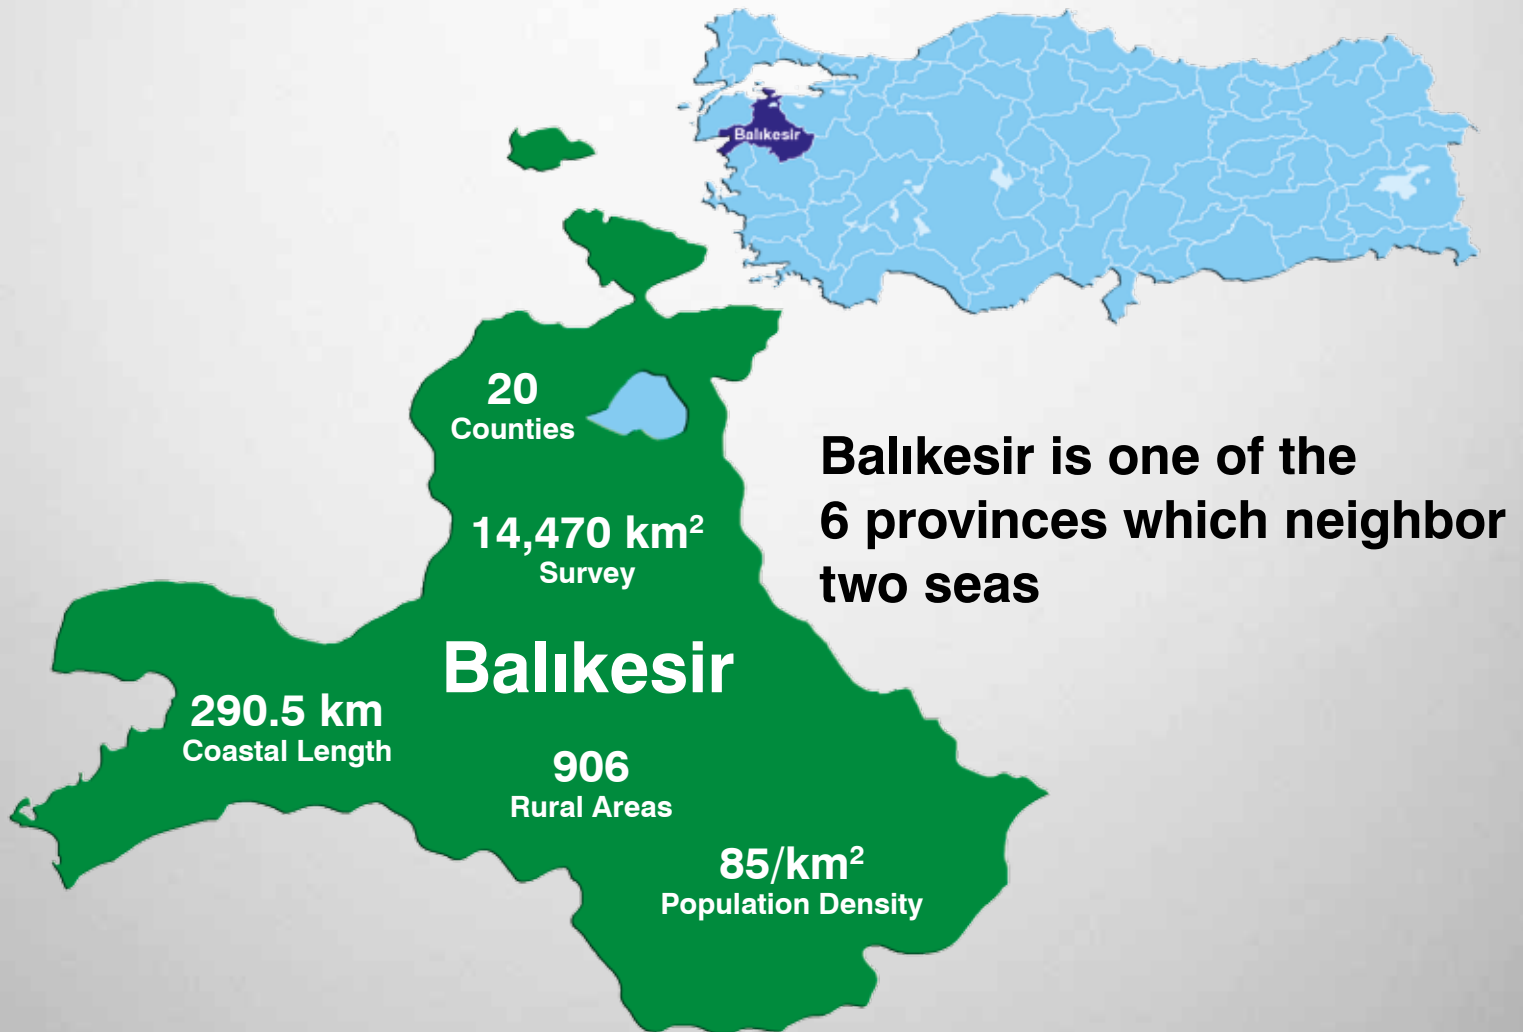 Balıkesir
20
Counties
14,470 km²
Survey
Balıkesir is one of the
6 provinces which neighbor
two seas
Balıkesir
290.5 km
Coastal Length
906
Rural Areas
85/km²
Population Density